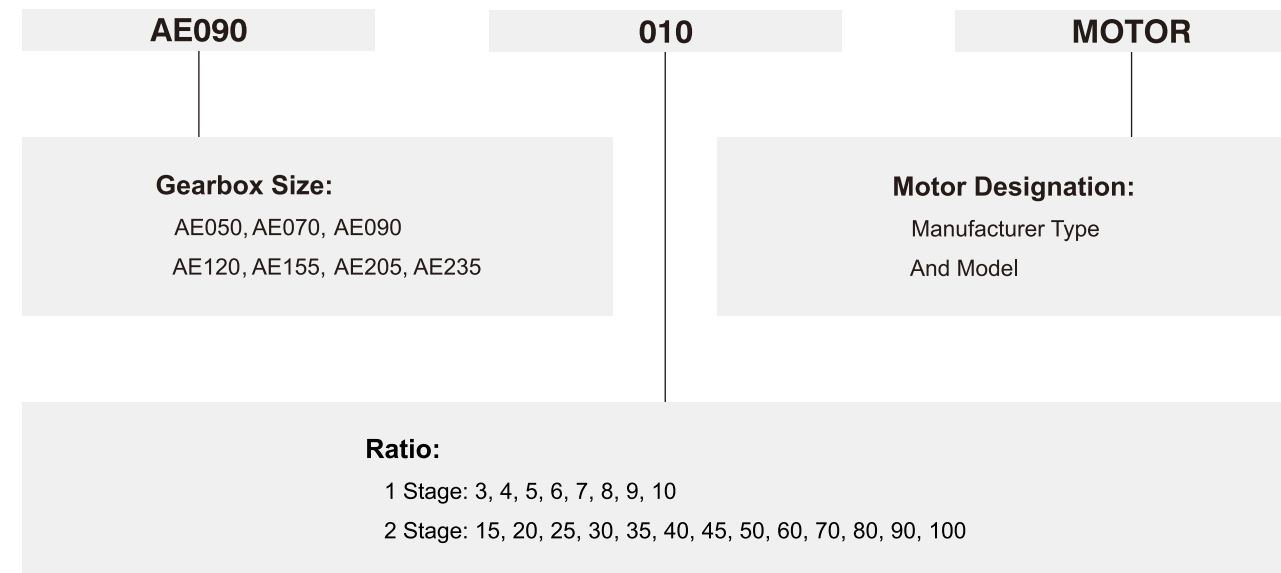 AE090
010
MOTOR
Gearbox Size:
AE050, AE070, AE090
AE120, AE155, AE205, AE235
Motor Designation:
Manufacturer Type
And Model
Ratio:
1 Stage: 3, 4, 5, 6, 7, 8, 9, 10
2 Stage: 15, 20, 25, 30, 35, 40, 45, 50, 60, 70, 80, 90, 100